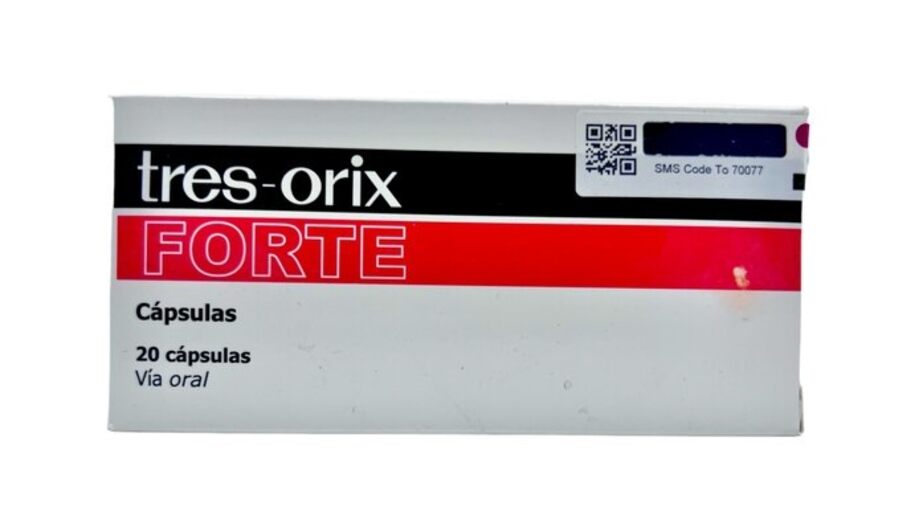 tres-orix
FORTE
SMS Code To 70077
Cápsulas
20 cápsulas
Vía oral